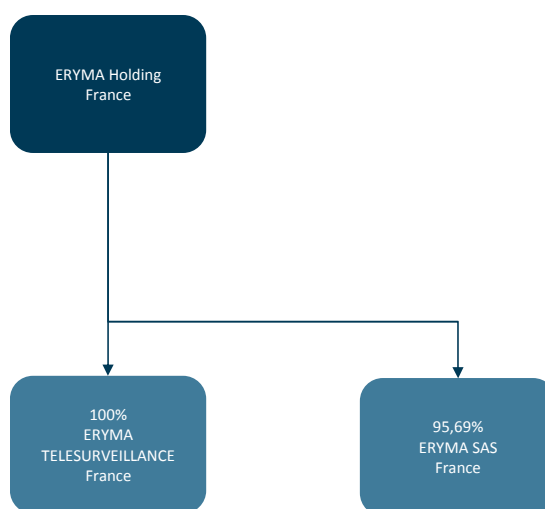 ERYMA Holding
France
100%
ERYMA
TELESURVEILLANCE
France
95,69%
ERYMA SAS
France